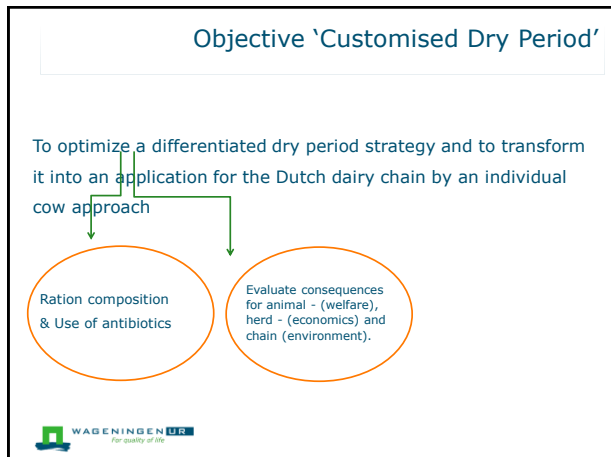 Objective ‘Customised Dry Period’
To optimize a differentiated dry period strategy and to transform
it into an application for the Dutch dairy chain by an individual
cow approach
Ration composition
& Use of antibiotics
Evaluate consequences
for animal - (welfare),
herd - (economics) and
chain (environment).
WAGENINGEN UR
For quality of life